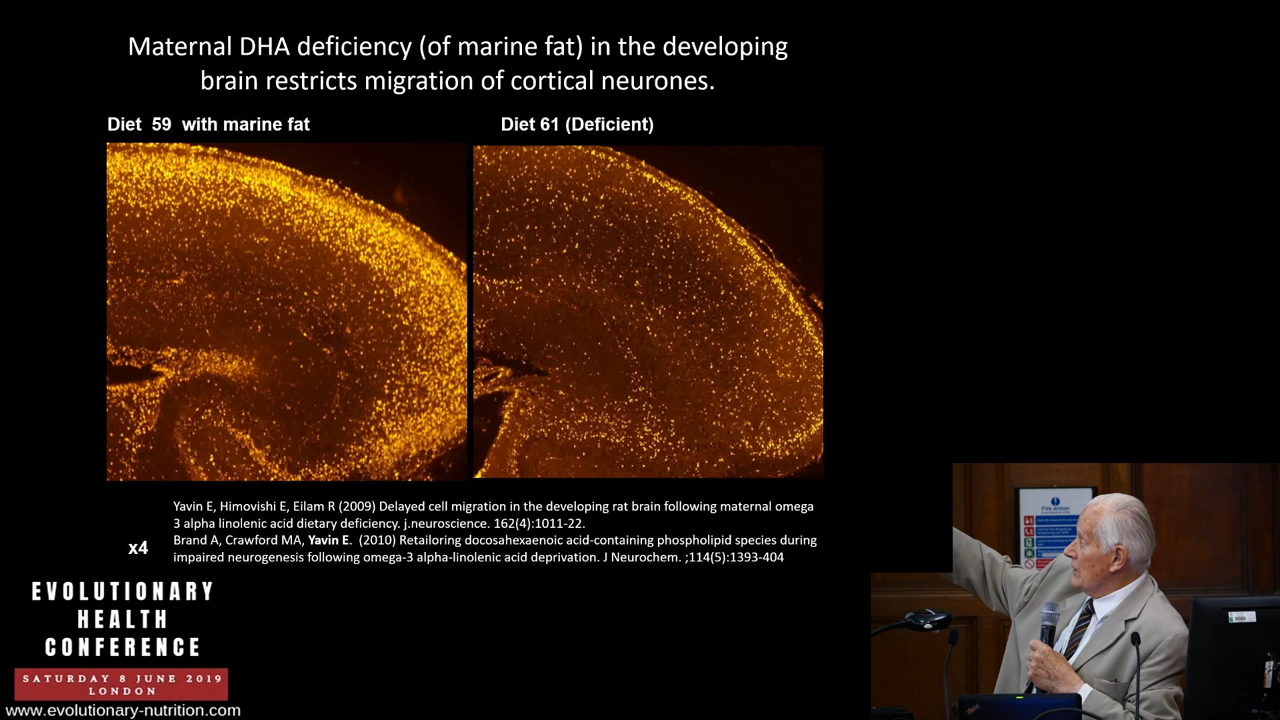 Maternal DHA deficiency (of marine fat) in the developing
brain restricts migration of cortical neurones.
Diet 59 with marine fat
Diet 61 (Deficient)
Yavin E, Himovishi E, Eilam R (2009) Delayed cell migration in the developing rat brain following maternal omega
3 alpha linolenic acid dietary deficiency. j.neuroscience. 162(4):1011-22.
Brand A, Crawford MA, Yavin E. (2010) Retailoring docosahexaenoic acid-containing phospholipid species during
impaired neurogenesis following omega-3 alpha-linolenic acid deprivation. J Neurochem. ;114(5):1393-404
x4
EVOLUTIONARY
HEALTH
CONFERENCE
SATURDAY 8 JUNE 2019
LONDON
www.evolutionary-nutrition.com
Fire action